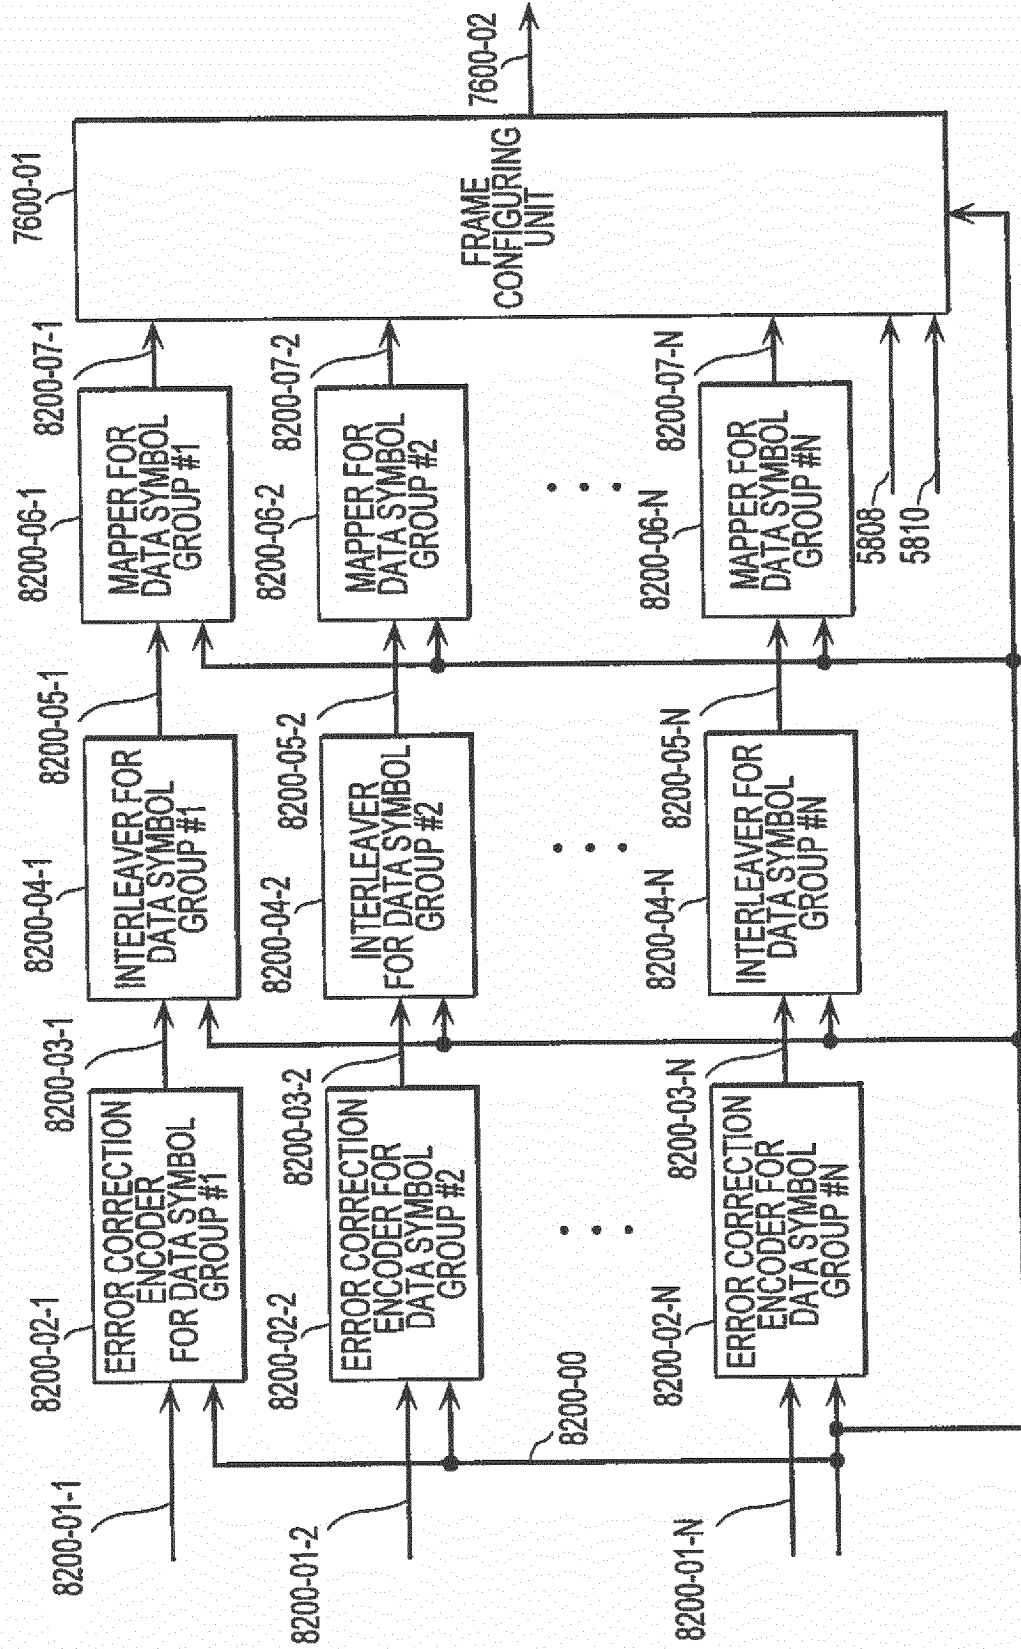 8200-01-1
8200-02-1
ERROR CORRECTION
ENCODER
FOR DATA SYMBOL
GROUP #1
8200-03-1
8200-04-1
INTERLEAVER FOR
DATA SYMBOL
GROUP #1
8200-05-1
8200-06-1
MAPPER FOR
DATA SYMBOL
GROUP #1
8200-07-1
7600-01
FRAME
CONFIGURING
UNIT
7600-02
8200-01-2
8200-02-2
ERROR CORRECTION
ENCODER FOR
DATA SYMBOL
GROUP #2
8200-03-2
8200-04-2
INTERLEAVER
FOR DATA SYMBOL
GROUP #2
8200-05-2
8200-06-2
MAPPER FOR
DATA SYMBOL
GROUP #2
8200-07-2
8200-00
8200-01-N
8200-02-N
ERROR CORRECTION
ENCODER FOR
DATA SYMBOL
GROUP #N
8200-03-N
8200-04-N
INTERLEAVER FOR
DATA SYMBOL
GROUP #N
8200-05-N
8200-06-N
MAPPER FOR
DATA SYMBOL
GROUP #N
8200-07-N
5808
5810